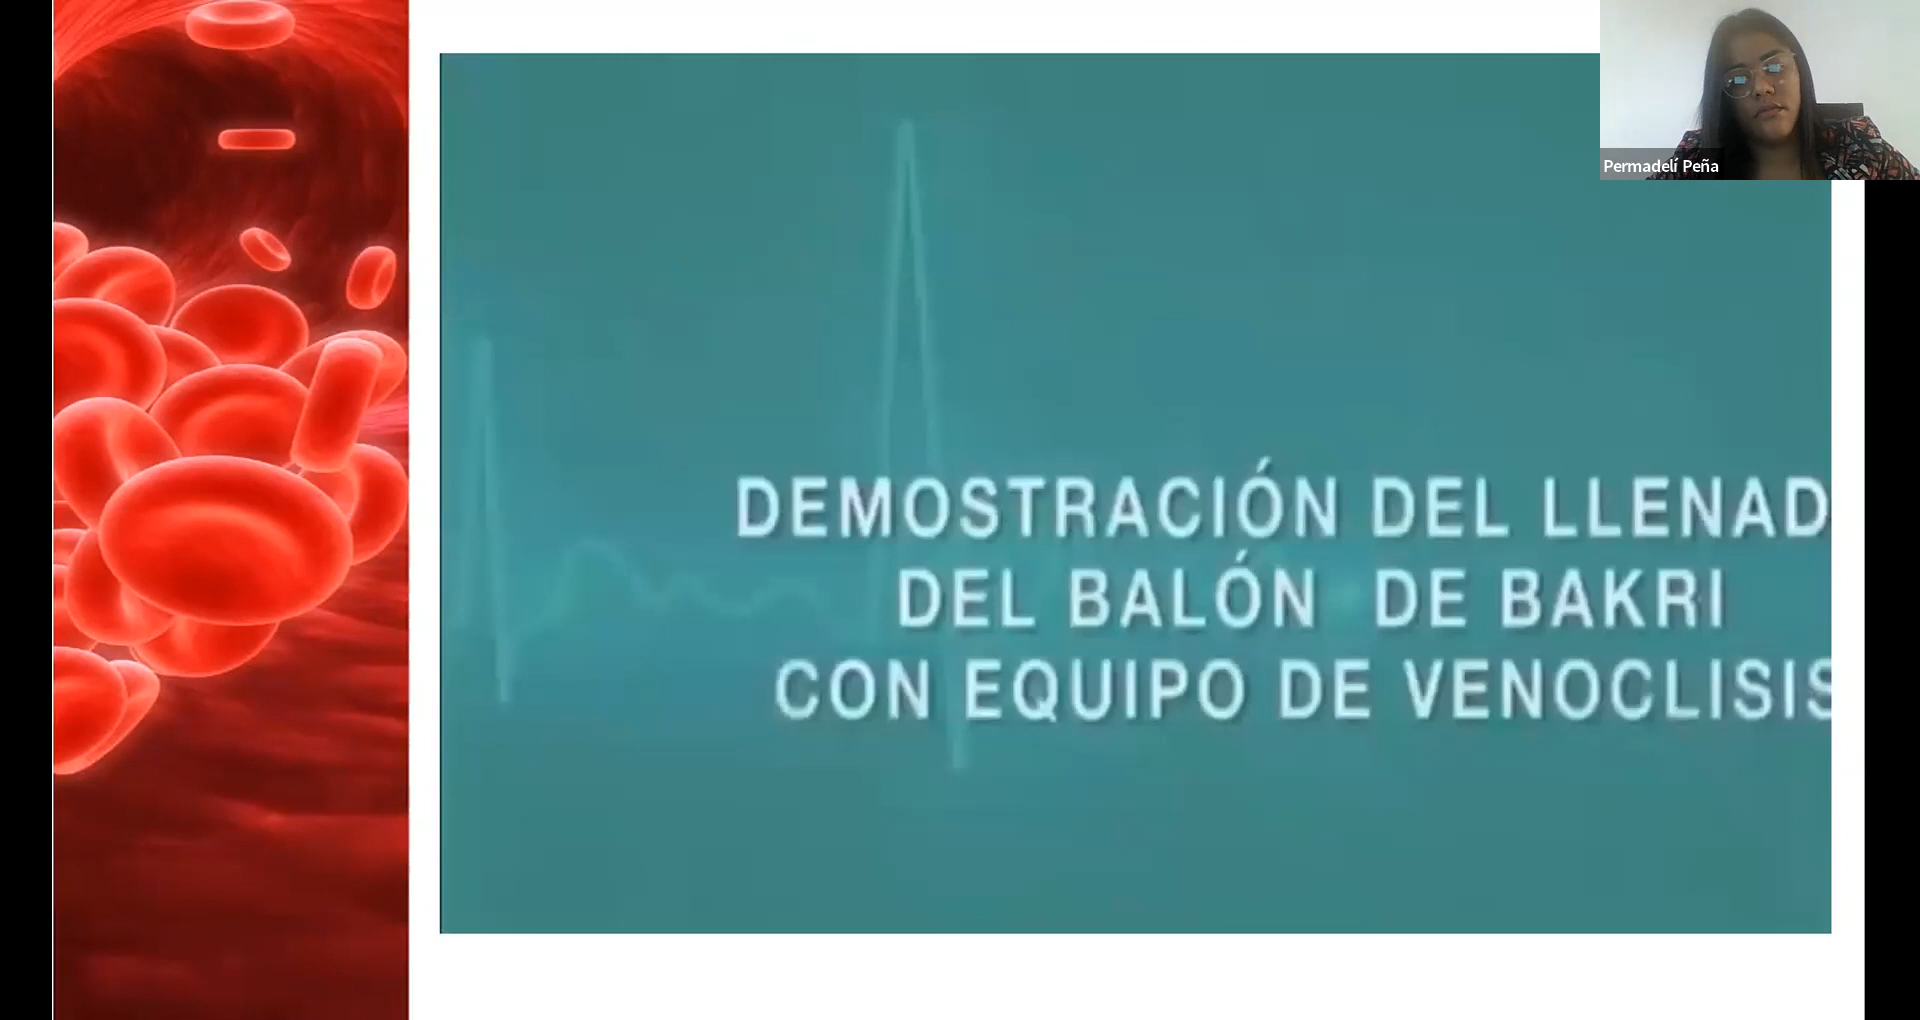 Permadelí Peña
DEMOSTRACIÓN DEL LLENAD
DEL BALÓN DE BAKRI
CON EQUIPO DE VENOCLISIS